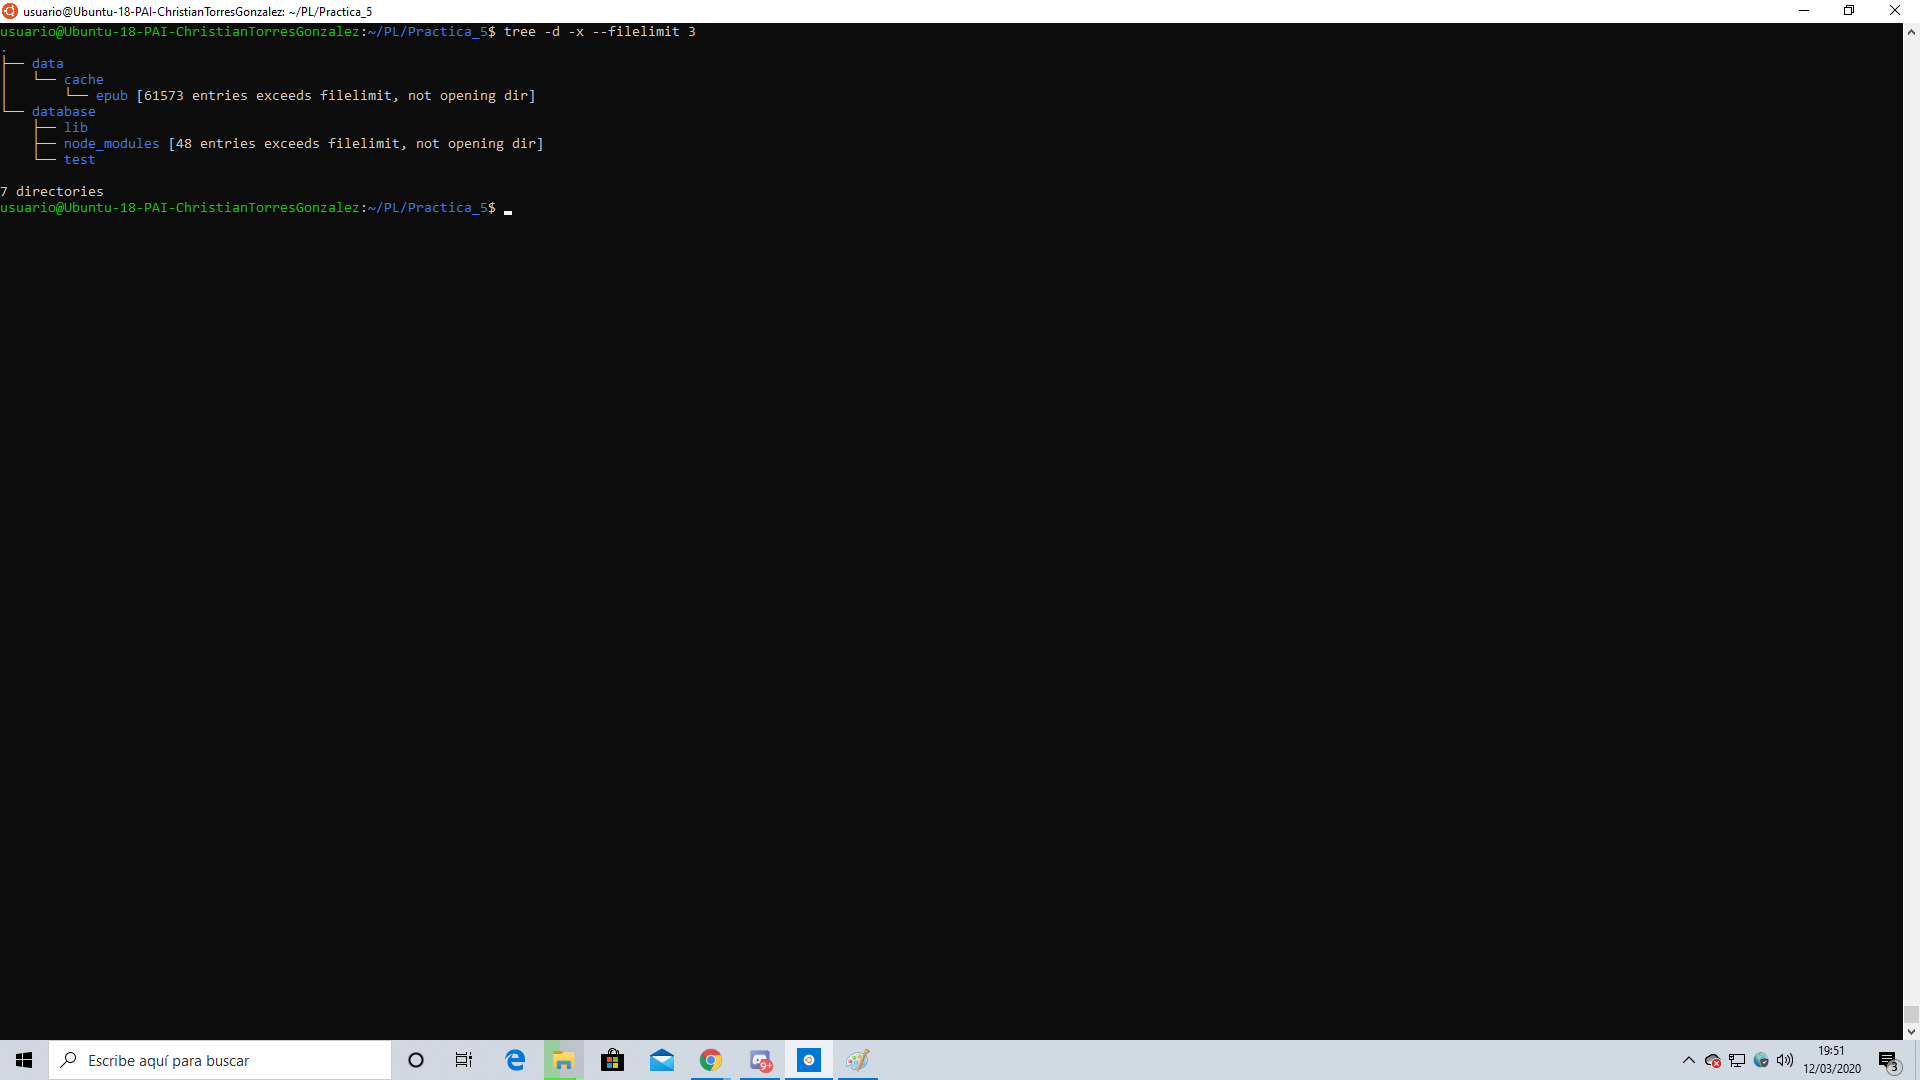 usuario@Ubuntu-18-PAI-ChristianTorresGonzalez: ~/PL/Practica_5
usuario@Ubuntu-18-PAI-ChristianTorresGonzalez:~/PL/Practica_5$ tree -d -x --filelimit 3
.
├── data
│   └── cache
│       └── epub [61573 entries exceeds filelimit, not opening dir]
└── database
    ├── lib
    ├── node_modules [48 entries exceeds filelimit, not opening dir]
    └── test
7 directories
usuario@Ubuntu-18-PAI-ChristianTorresGonzalez:~/PL/Practica_5$
Escribe aquí para buscar
9+
19:51
12/03/2020
3